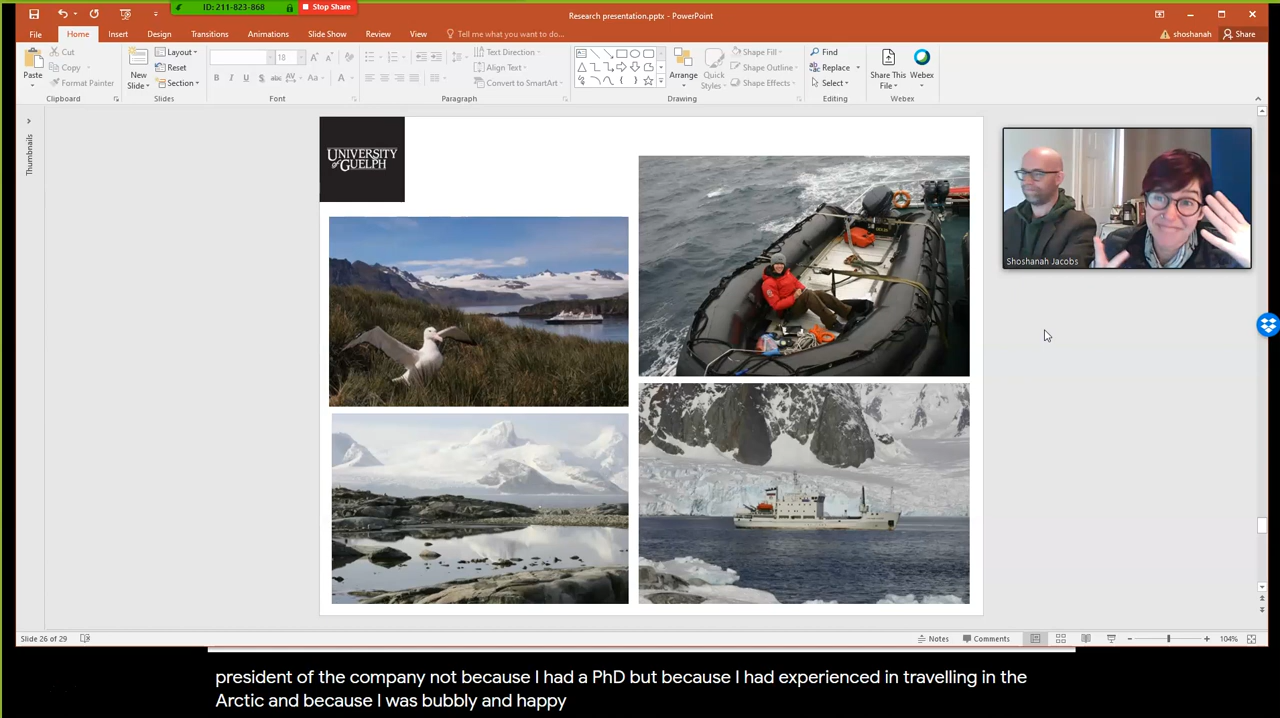 ID: 211-823-868
Stop Share
Research presentation.pptx - PowerPoint
File
Home
Insert
Design
Transitions
Animations
Slide Show
Review
View
Tell me what you want to do...
shoshanah
Share
Paste
Cut
Copy
Format Painter
Clipboard
New
Slide
Layout
Reset
Section
Slides
18
B I U S abc AV Aa A
Font
Text Direction
Align Text
Convert to SmartArt
Paragraph
Arrange
Quick
Styles
Shape Fill
Shape Outline
Shape Effects
Drawing
Find
Replace
Select
Editing
Share This
File
Webex
Webex
Thumbnails
UNIVERSITY
of GUELPH
Shoshanah Jacobs
Slide 26 of 29
Notes
Comments
104%
president of the company not because I had a PhD but because I had experienced in travelling in the
Arctic and because I was bubbly and happy